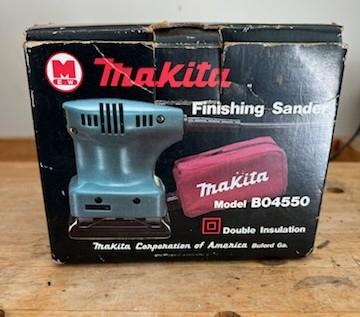 M
E.W
makita
Finishing Sander
makita
Model BO4550
Double Insulation
makita Corporation of America Buford Ga.